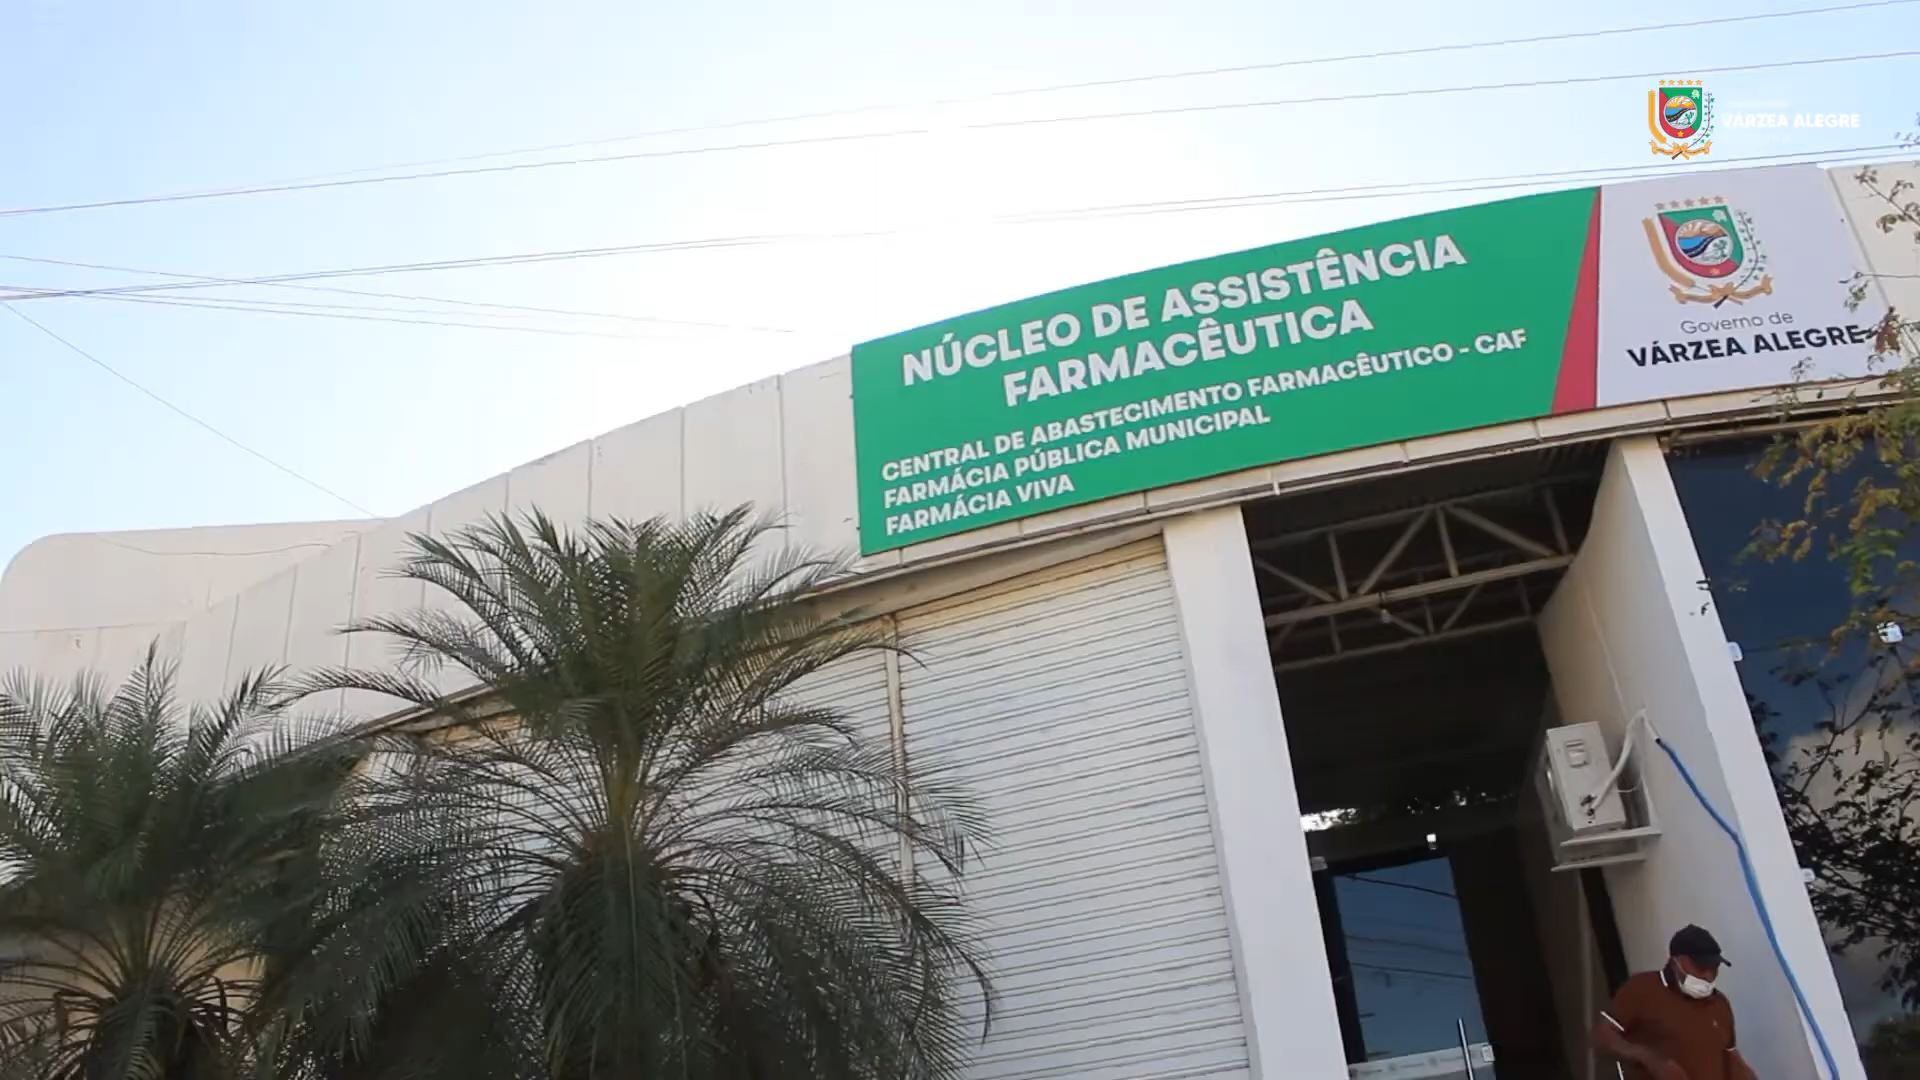 VÁRZEA ALEGRE
NÚCLEO DE ASSISTÊNCIA
FARMACÊUTICA
CENTRAL DE ABASTECIMENTO FARMACÊUTICO - CAF
FARMÁCIA PÚBLICA MUNICIPAL
FARMÁCIA VIVA
Governo de
VÁRZEA ALEGRE